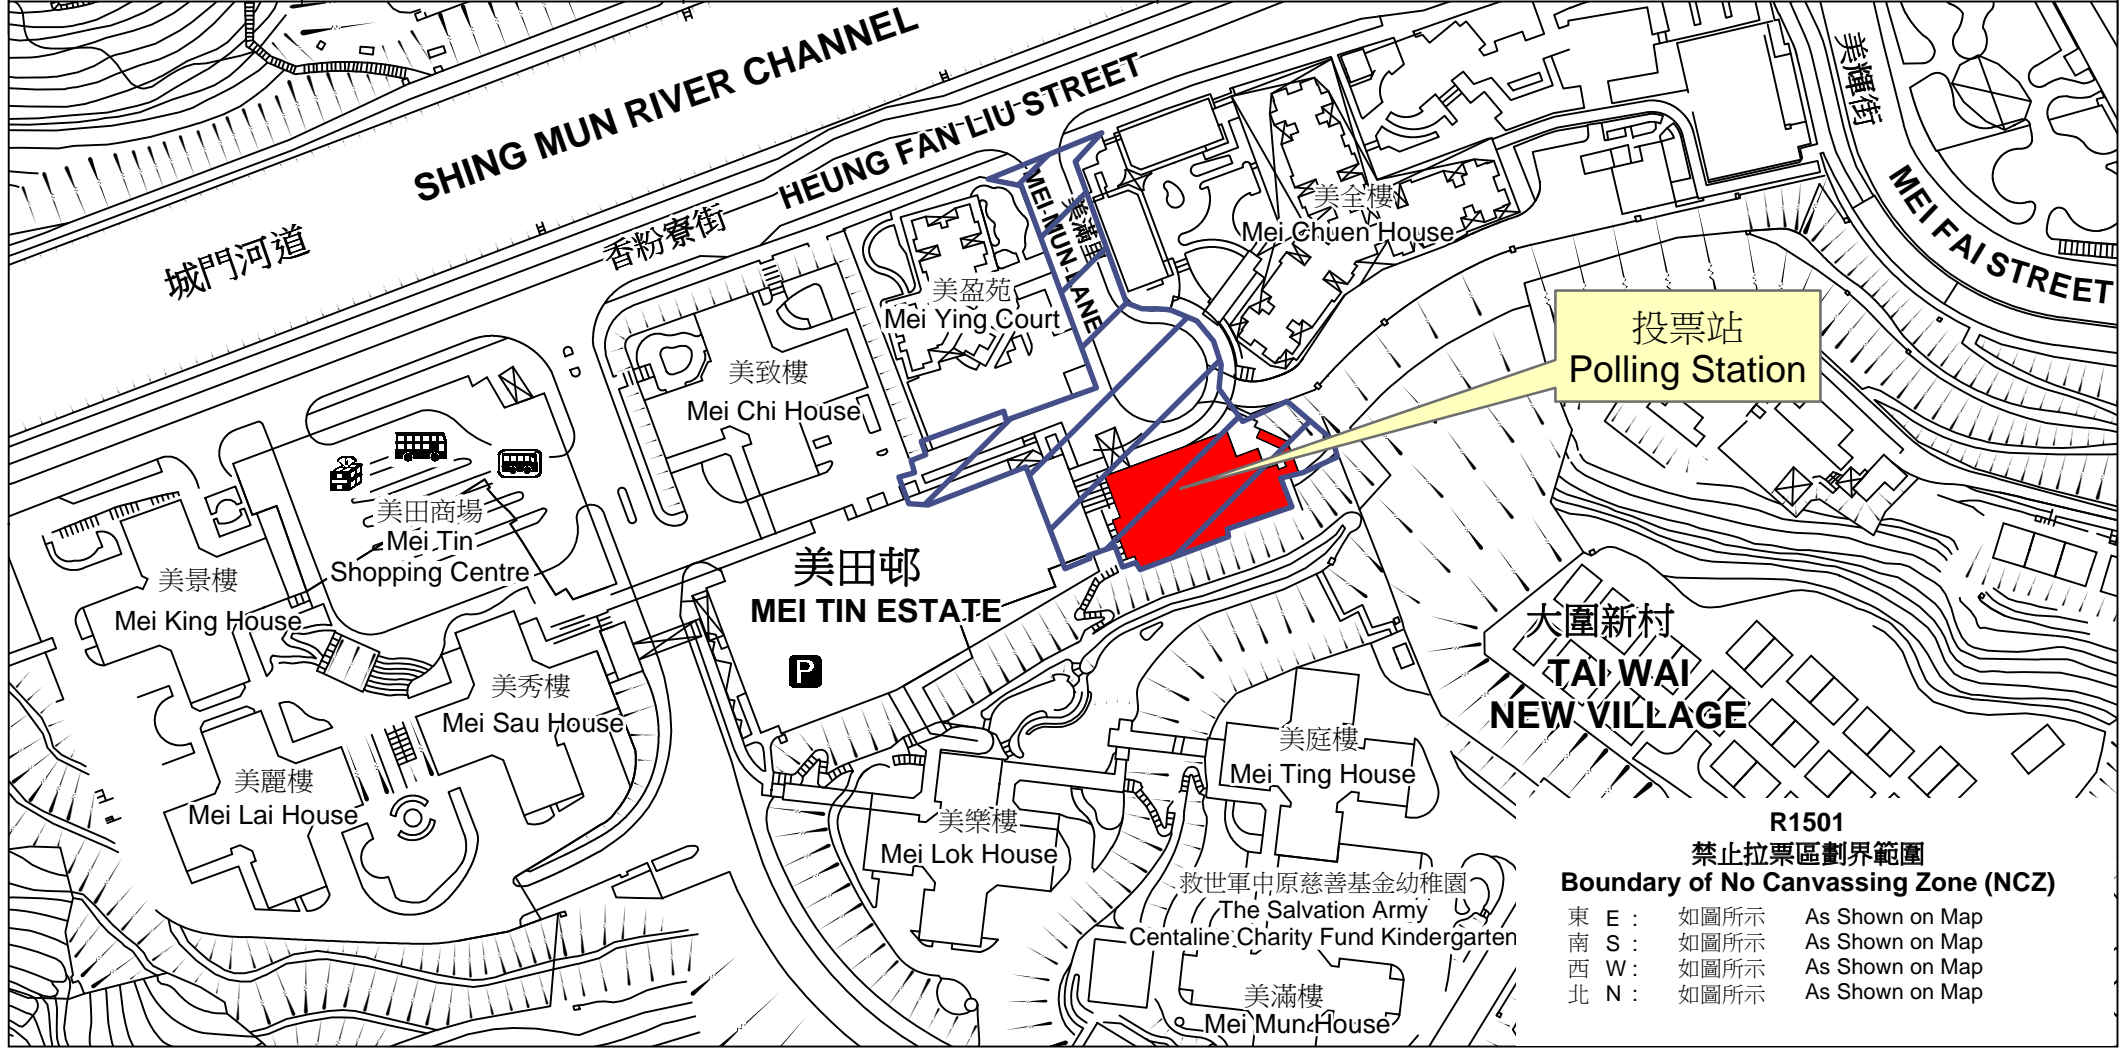 SHING MUN RIVER CHANNEL
城門河道
HEUNG FAN LIU STREET
香粉寮街
美輝街
MEI FAI STREET
MEI MUN LANE
美滿里
美全樓
Mei Chuen House
美盈苑
Mei Ying Court
投票站
Polling Station
美致樓
Mei Chi House
美田商場
Mei Tin
Shopping Centre
美田邨
MEI TIN ESTATE
P
美景樓
Mei King House
美秀樓
Mei Sau House
美麗樓
Mei Lai House
大圍新村
TAI WAI
NEW VILLAGE
美庭樓
Mei Ting House
美樂樓
Mei Lok House
救世軍中原慈善基金幼稚園
The Salvation Army
Centaline Charity Fund Kindergarten
美滿樓
Mei Mun House
R1501
禁止拉票區劃界範圍
Boundary of No Canvassing Zone (NCZ)
東 E : 如圖所示 As Shown on Map
南 S : 如圖所示 As Shown on Map
西 W : 如圖所示 As Shown on Map
北 N : 如圖所示 As Shown on Map